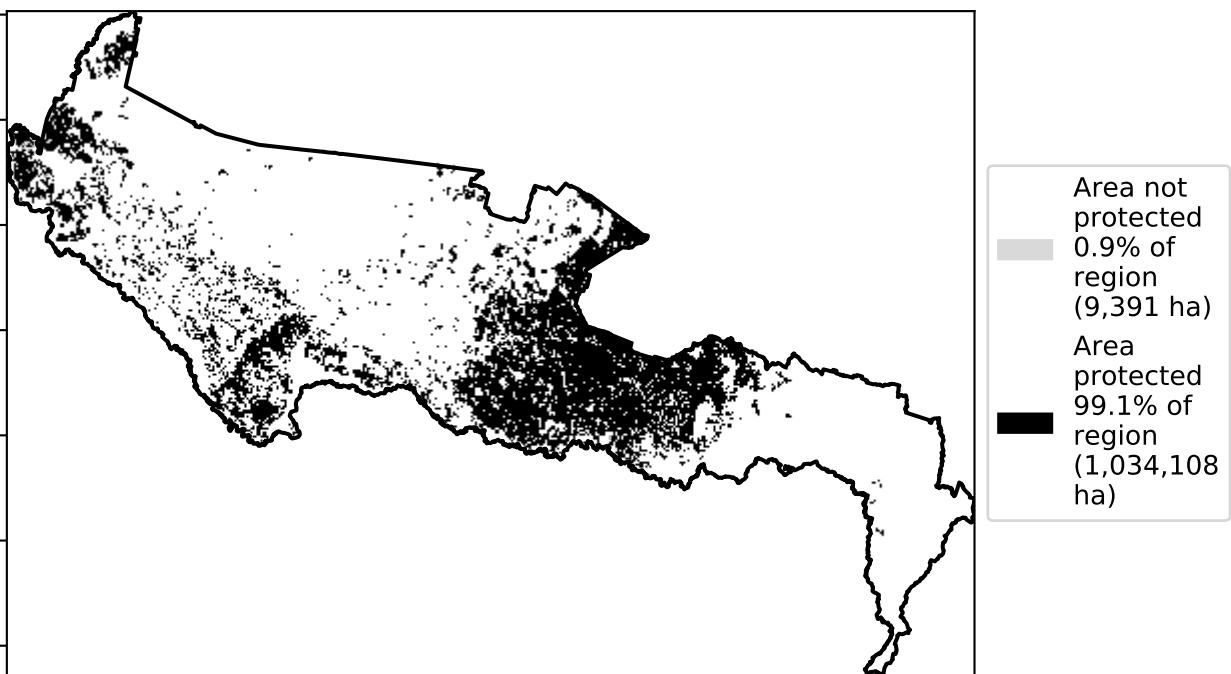 Area not
protected
0.9% of
region
(9,391 ha)
Area
protected
99.1% of
region
(1,034,108
ha)